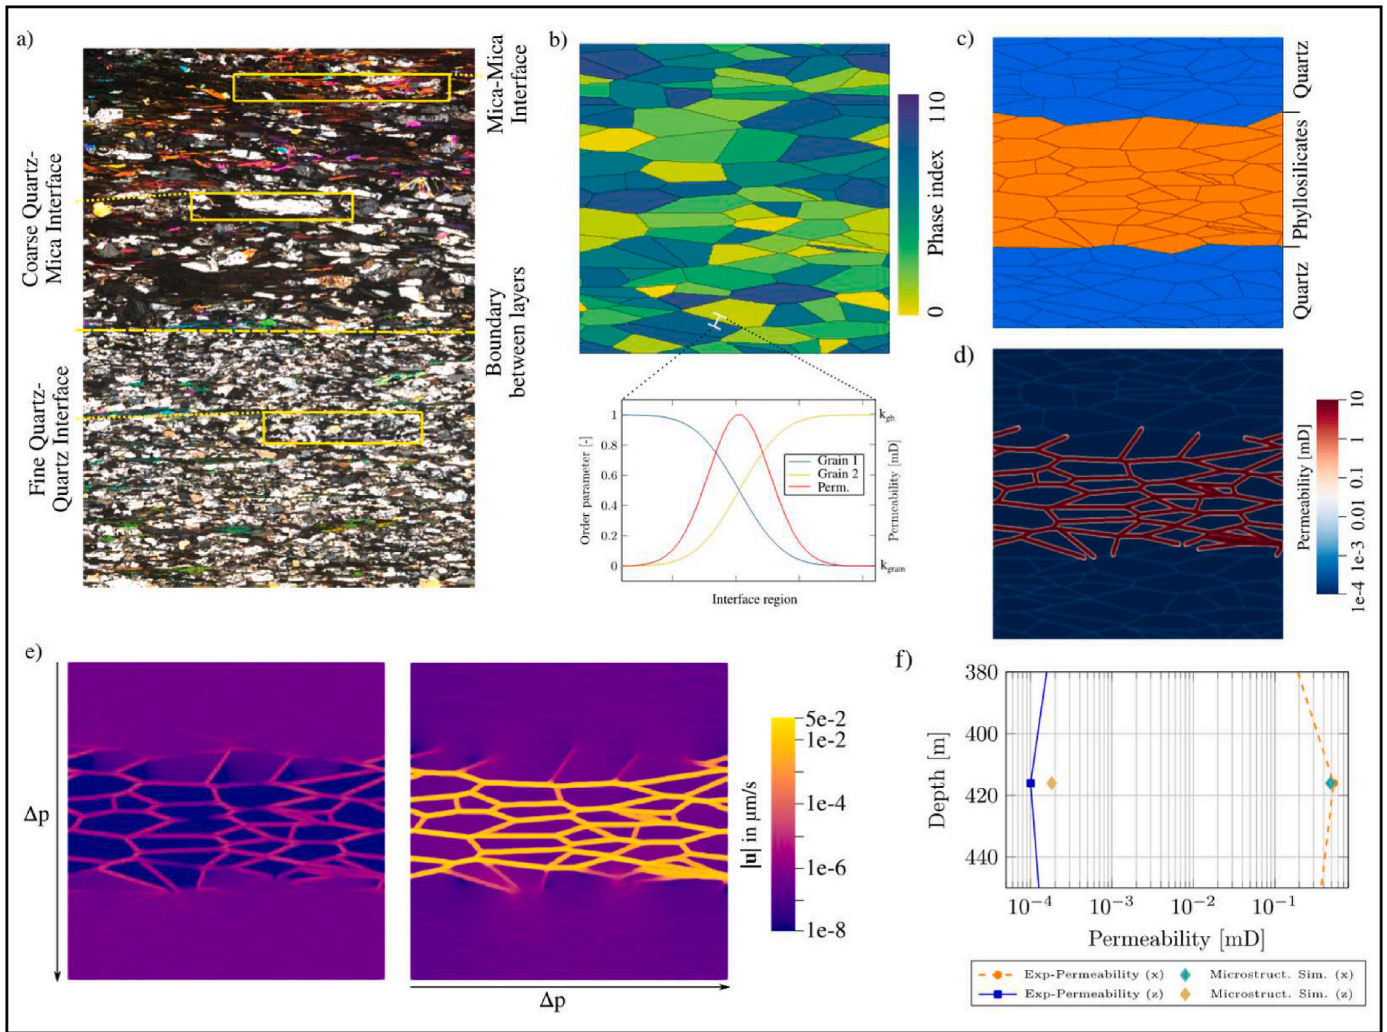 a)
Mica-Mica
Interface
Coarse Quartz-
Mica Interface
Boundary
between layers
Fine Quartz-
Quartz Interface
b)
110
Phase index
0
1
0.8
0.6
0.4
0.2
0
Order parameter [-]
Grain 1
Grain 2
Perm.
k_gb.
Permeability [mD]
k_grain
Interface region
c)
Quartz
Phyllosilicates
Quartz
d)
10
1
0.1
0.01
1e-3
1e-4
Permeability [mD]
e)
Δp
Δp
5e-2
1e-2
1e-4
1e-6
1e-8
|u| in µm/s
f)
380
400
420
440
Depth [m]
10⁻⁴ 10⁻³ 10⁻² 10⁻¹
Permeability [mD]
Exp-Permeability (x) Microstruct. Sim. (x)
Exp-Permeability (z) Microstruct. Sim. (z)